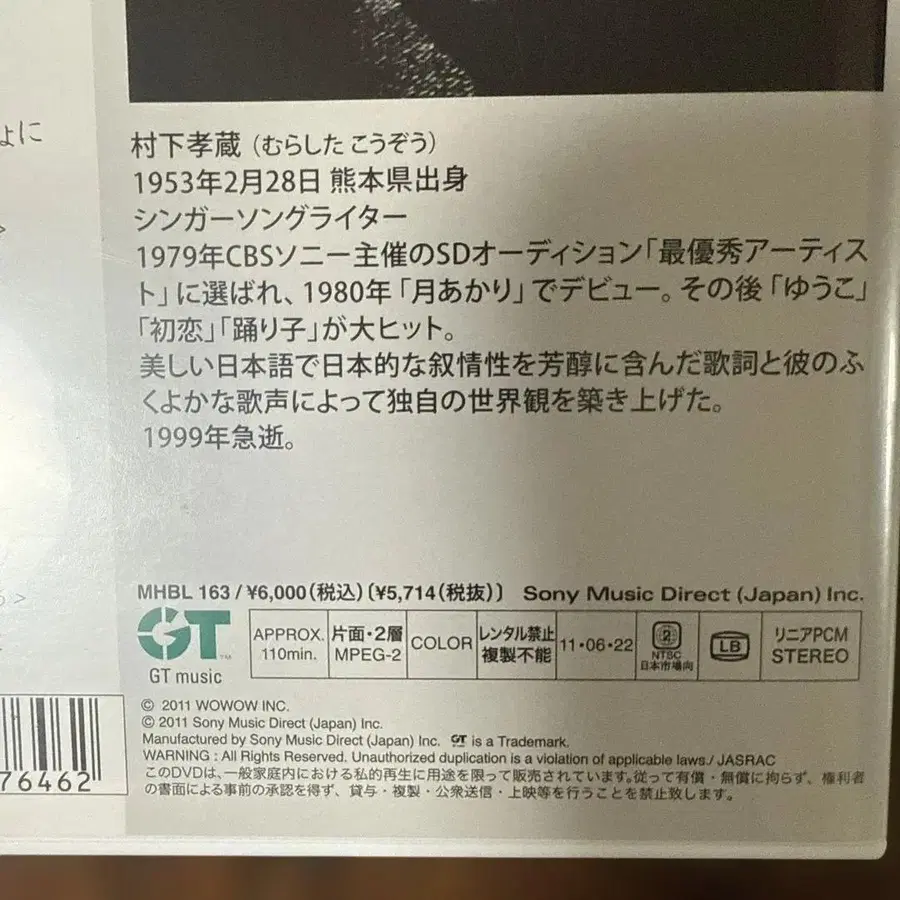 ょに
村下孝蔵(むらした こうぞう)
1953年2月28日 熊本県出身
シンガーソングライター
1979年CBSソニー主催のSDオーディション「最優秀アーティス
ト」に選ばれ、1980年「月あかり」でデビュー。その後「ゆうこ」
「初恋」「踊り子」が大ヒット。
美しい日本語で日本的な叙情性を芳醇に含んだ歌詞と彼のふ
くよかな歌声によって独自の世界観を築き上げた。
1999年急逝。
MHBL 163/¥6,000(税込)〔¥5,714(税抜)〕 Sony Music Direct (Japan) Inc.
GT™
GT music
APPROX.
110min.
片面・2層
MPEG-2
COLOR
レンタル禁止
複製不能
11・06・22
2
NTSC
日本市場向
LB
リニアPCM
STEREO
© 2011 WOWOW INC.
© 2011 Sony Music Direct (Japan) Inc.
Manufactured by Sony Music Direct (Japan) Inc. GT is a Trademark.
WARNING : All Rights Reserved. Unauthorized duplication is a violation of applicable laws./ JASRAC
このDVDは、一般家庭内における私的再生に用途を限って販売されています。従って有償・無償に拘らず、権利者
の書面による事前の承認を得ず、貸与・複製・公衆送信・上映等を行うことを禁止致します。
76462